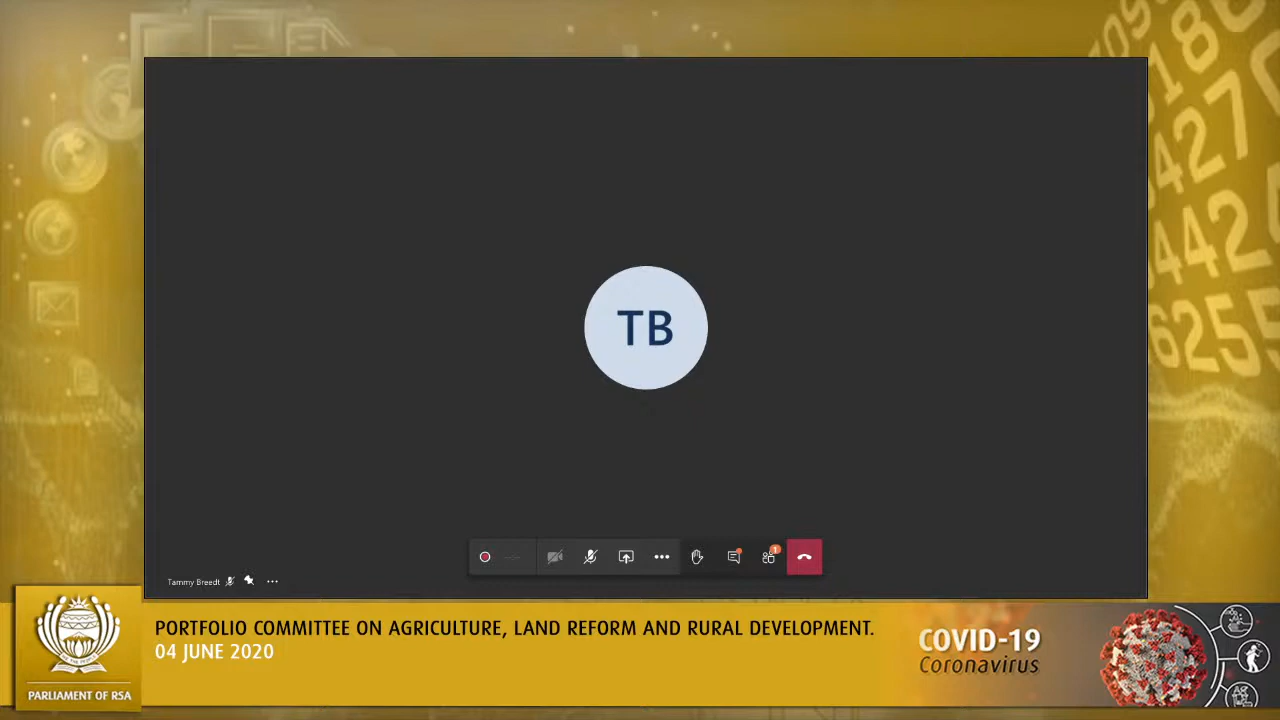 TB
1
Tammy Breedt
PORTFOLIO COMMITTEE ON AGRICULTURE, LAND REFORM AND RURAL DEVELOPMENT.
04 JUNE 2020
COVID-19
Coronavirus
PARLIAMENT OF RSA